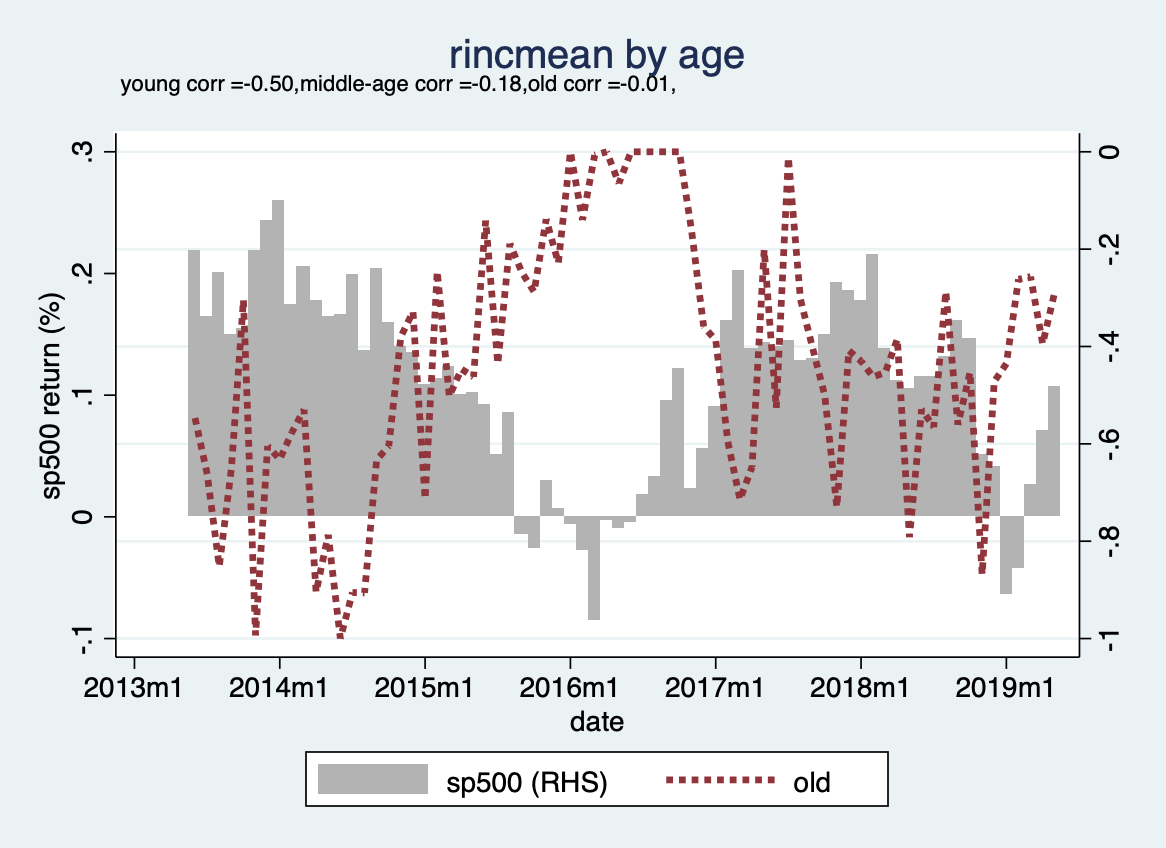 rincmean by age
young corr =-0.50,middle-age corr =-0.18,old corr =-0.01,
sp500 return (%)
.3
.2
.1
0
-.1
0
-.2
-.4
-.6
-.8
-1
2013m1 2014m1 2015m1 2016m1 2017m1 2018m1 2019m1
date
sp500 (RHS) old